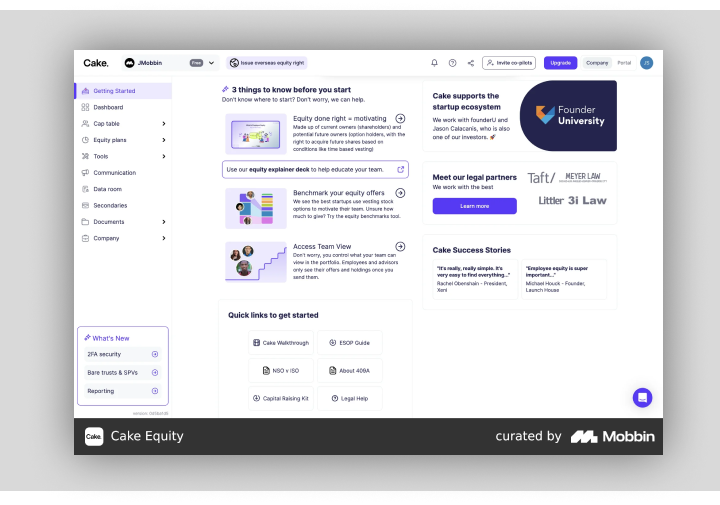 Cake.
JMobbin
Free
Issue overseas equity right
Invite co-pilots
Upgrade
Company
Portal
JS
Getting Started
Dashboard
Cap table
Equity plans
Tools
Communication
Data room
Secondaries
Documents
Company
What's New
2FA security
Bare trusts & SPVs
Reporting
3 things to know before you start
Don't know where to start? Don't worry, we can help.
Equity done right = motivating
Made up of current owners (shareholders) and
potential future owners (option holders, with the
right to acquire future shares based on
conditions like time based vesting)
Use our equity explainer deck to help educate your team.
Benchmark your equity offers
We see the best startups use vesting stock
options to motivate their team. Unsure how
much to give? Try the equity benchmarks tool.
Access Team View
Don't worry, you control what your team can
view in the portfolio. Employees and advisors
only see their offers and holdings once you
send them.
Quick links to get started
Cake Walkthrough
ESOP Guide
NSO v ISO
About 409A
Capital Raising Kit
Legal Help
Cake supports the
startup ecosystem
We work with founderU and
Jason Calacanis, who is also
one of our investors. 🚀
Founder
University
Meet our legal partners
We work with the best
Learn more
Taft/
MEYER LAW
Littler
3i Law
Cake Success Stories
"It's really, really simple. It's
very easy to find everything..."
Rachel Obenshain - President,
Xeni
"Employee equity is super
important..."
Michael Houck - Founder,
Launch House
Cake.
Cake Equity
curated by
Mobbin